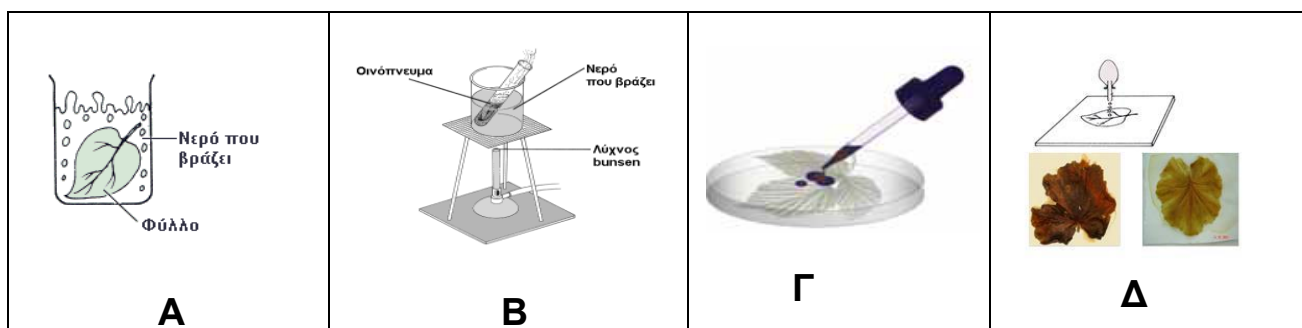 Νερό που
βράζει
Φύλλο
Α
Οινόπνευμα
Νερό
που βράζει
Λύχνος
bunsen
Β
Γ
Δ